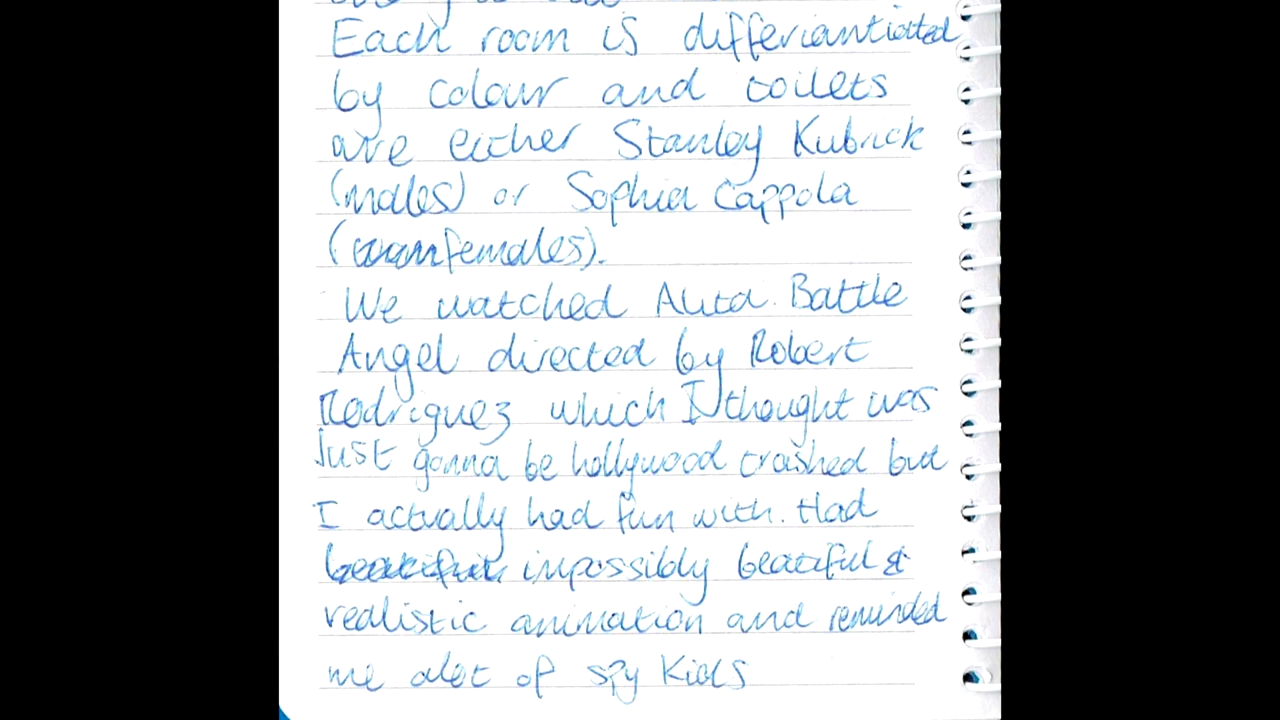 Each room is differiantiated
by colour and toilets
are either Stanley Kubrick
(males) or Sophia Cappola
females).
We watched Alita. Battle
Angel directed by Robert
Rodriguez which I thought was
just gonna be hollywood trashed but
I actually had fun with. Had
impossibly beatiful &
realistic animation and reminded
me alot of spy Kids